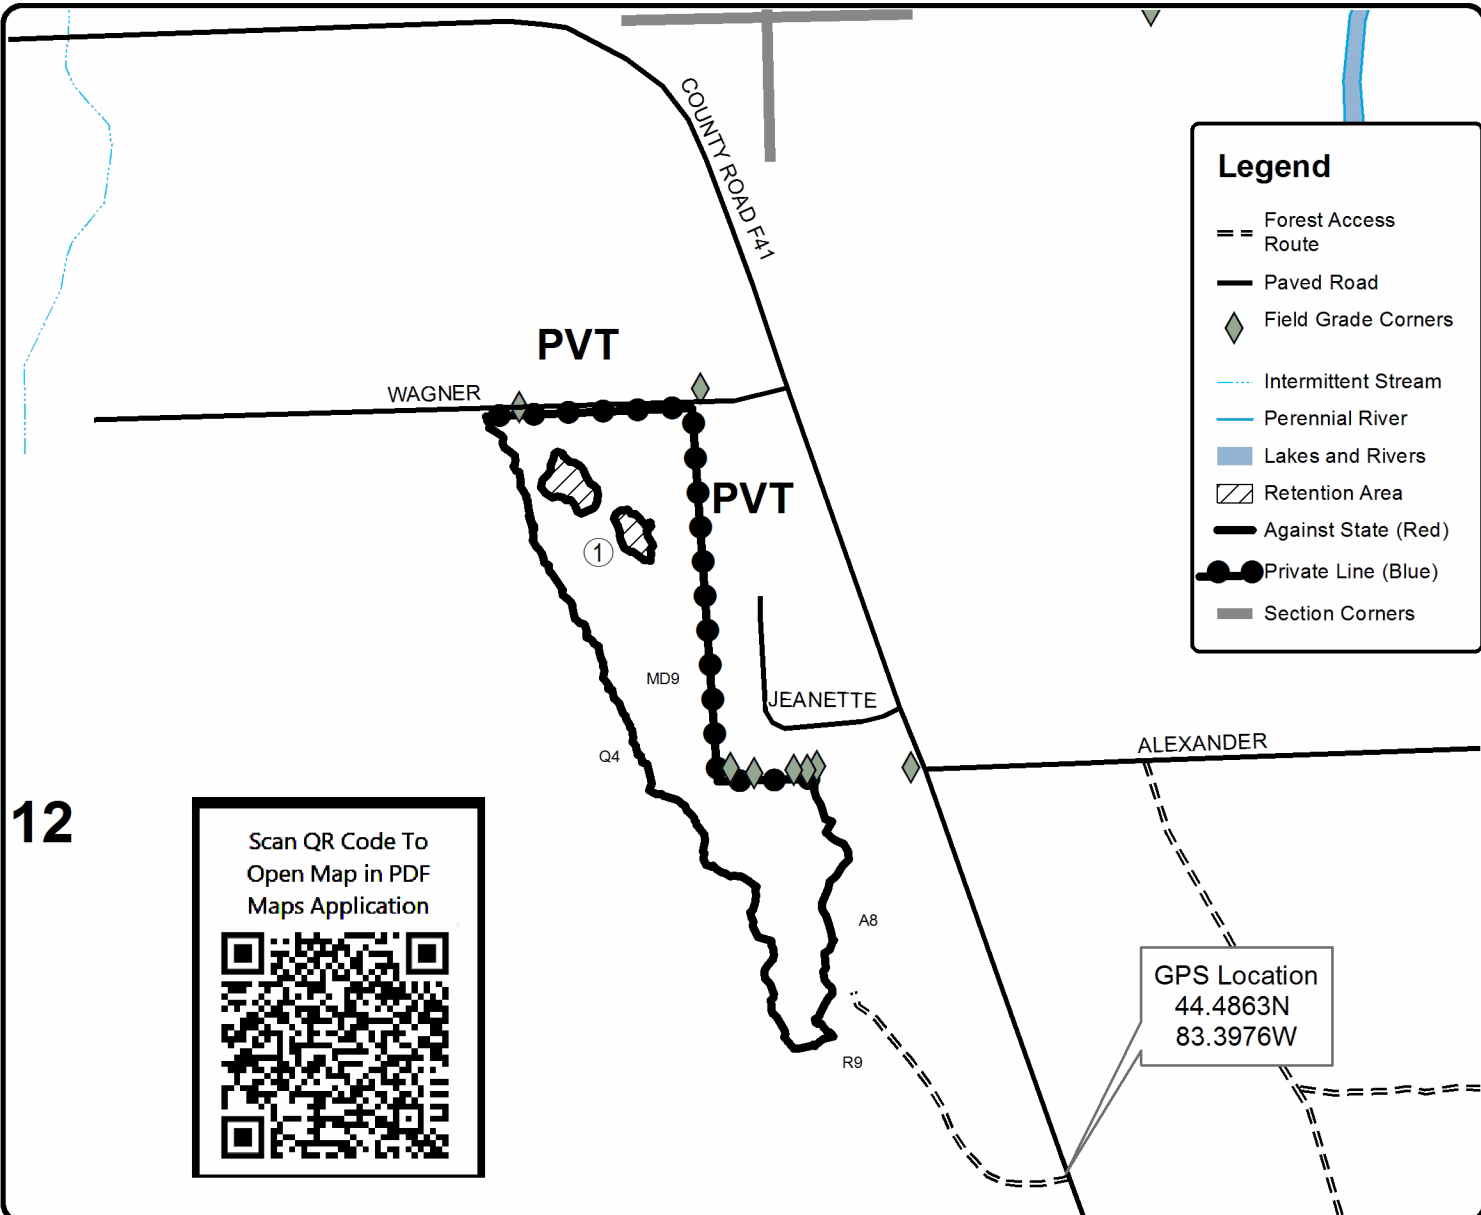 COUNTY ROAD F41
Legend
Forest Access
Route
Paved Road
Field Grade Corners
Intermittent Stream
Perennial River
Lakes and Rivers
Retention Area
Against State (Red)
Private Line (Blue)
Section Corners
PVT
WAGNER
PVT
1
MD9
JEANETTE
Q4
ALEXANDER
12
Scan QR Code To
Open Map in PDF
Maps Application
A8
GPS Location
44.4863N
83.3976W
R9